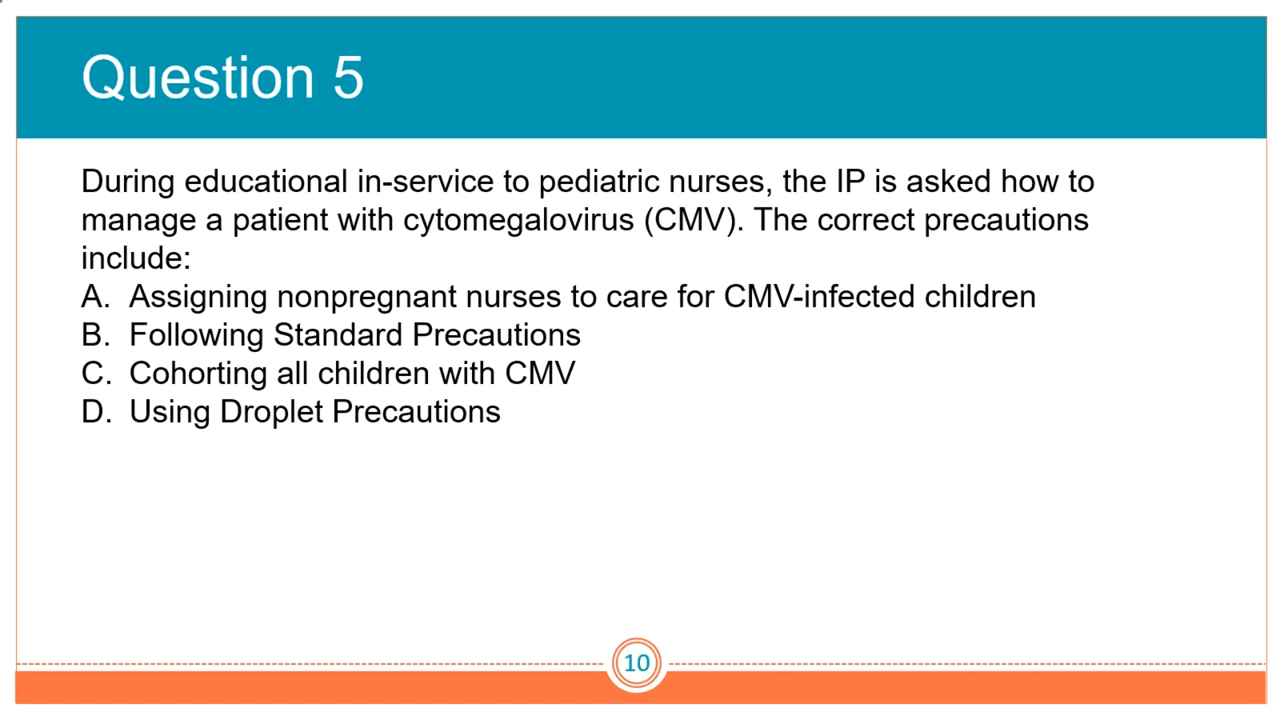 Question 5
During educational in-service to pediatric nurses, the IP is asked how to
manage a patient with cytomegalovirus (CMV). The correct precautions
include:
A. Assigning nonpregnant nurses to care for CMV-infected children
B. Following Standard Precautions
C. Cohorting all children with CMV
D. Using Droplet Precautions
10